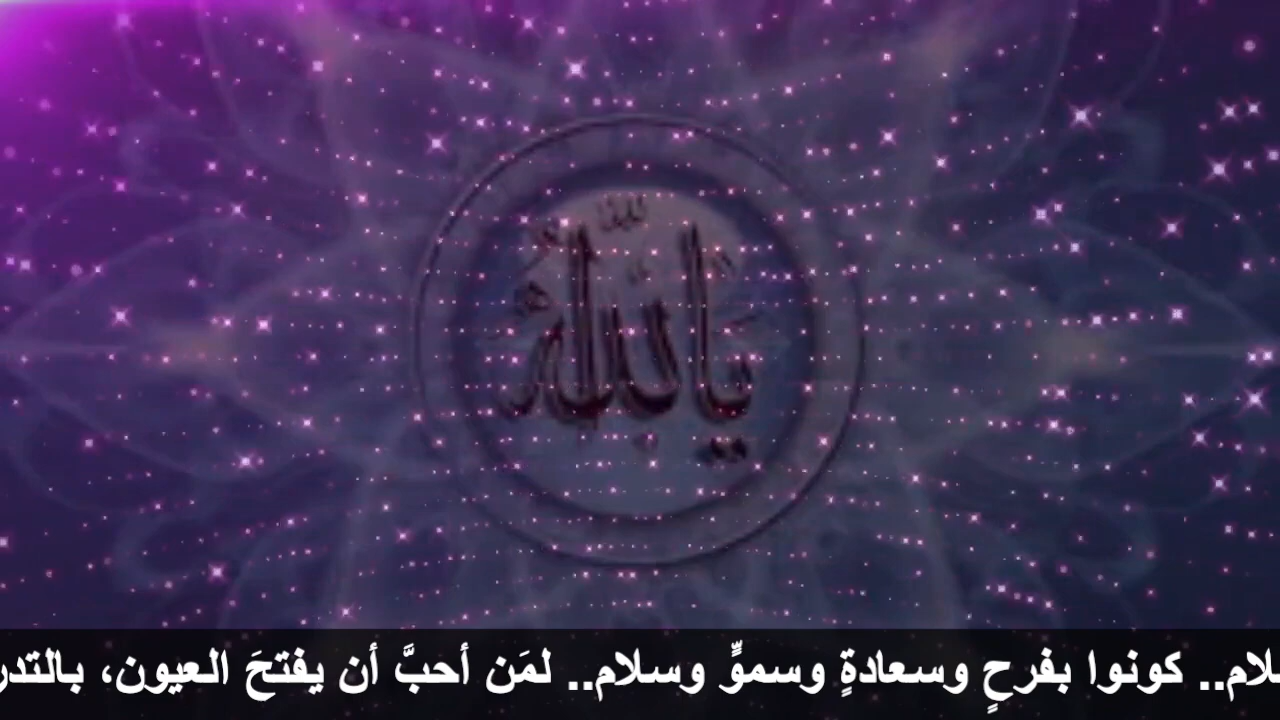 يا الله
لام.. كونوا بفرحٍ وسعادةٍ وسموٍّ وسلام.. لمَن أحبَّ أن يفتحَ العيون، بالتدر